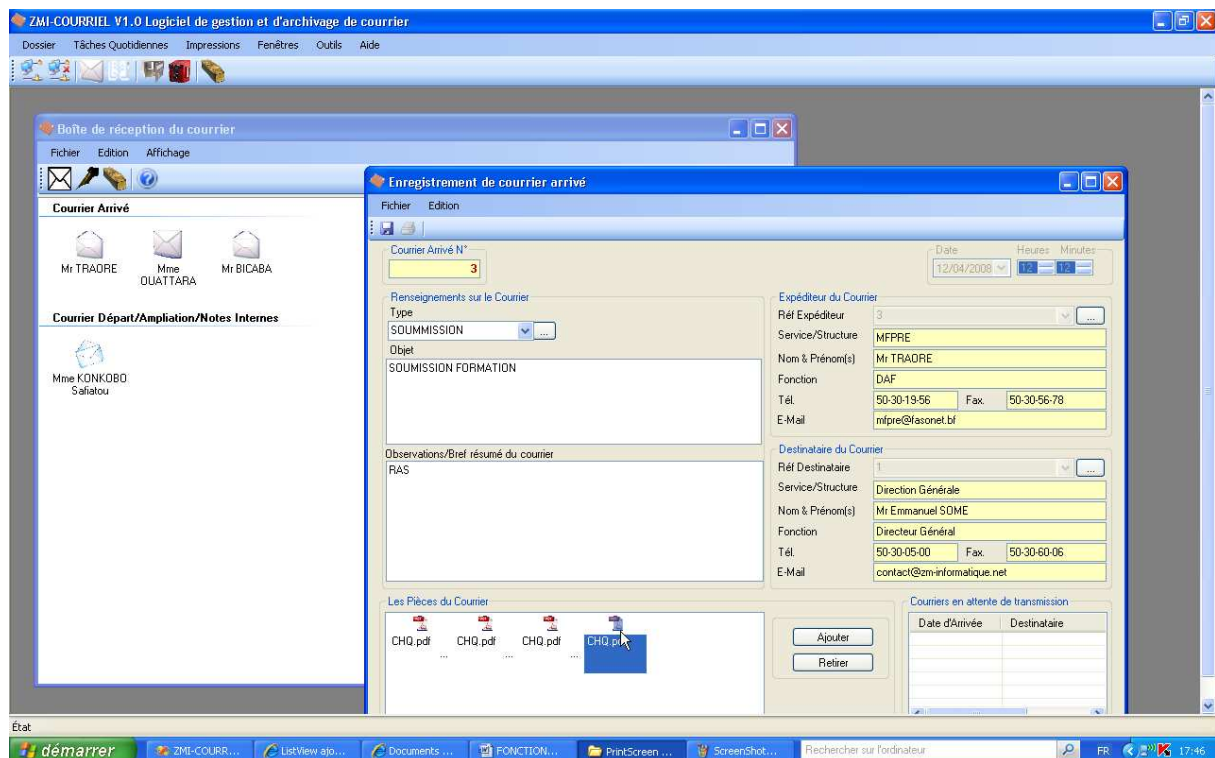 ZMI-COURRIEL V1.0 Logiciel de gestion et d'archivage de courrier
Dossier Tâches Quotidiennes Impressions Fenêtres Outils Aide
Boîte de réception du courrier
Fichier Edition Affichage
Courrier Arrivé
Mr TRAORE
Mme OUATTARA
Mr BICABA
Courrier Départ/Ampliation/Notes Internes
Mme KONKOBO
Safiatou
Enregistrement de courrier arrivé
Fichier Edition
Courrier Arrivé N°
3
Date Heures Minutes
12/04/2008 12 12
Renseignements sur le Courrier
Type
SOUMMISSION ...
Objet
SOUMISSION FORMATION
Observations/Bref résumé du courrier
RAS
Expéditeur du Courrier
Réf Expéditeur 3 ...
Service/Structure MFPRE
Nom & Prénom(s) Mr TRAORE
Fonction DAF
Tél. 50-30-19-56 Fax. 50-30-56-78
E-Mail mfpre@fasonet.bf
Destinataire du Courrier
Réf Destinataire 1 ...
Service/Structure Direction Générale
Nom & Prénom(s) Mr Emmanuel SOME
Fonction Directeur Général
Tél. 50-30-05-00 Fax. 50-30-60-06
E-Mail contact@zm-informatique.net
Les Pièces du Courrier
CHQ.pdf CHQ.pdf CHQ.pdf CHQ.pdf
... ... ...
Ajouter
Retirer
Courriers en attente de transmission
Date d'Arrivée Destinataire
État
démarrer ZMI-COURR... ListView ajo... Documents ... FONCTION... PrintScreen ... ScreenShot... Rechercher sur l'ordinateur FR 17:46